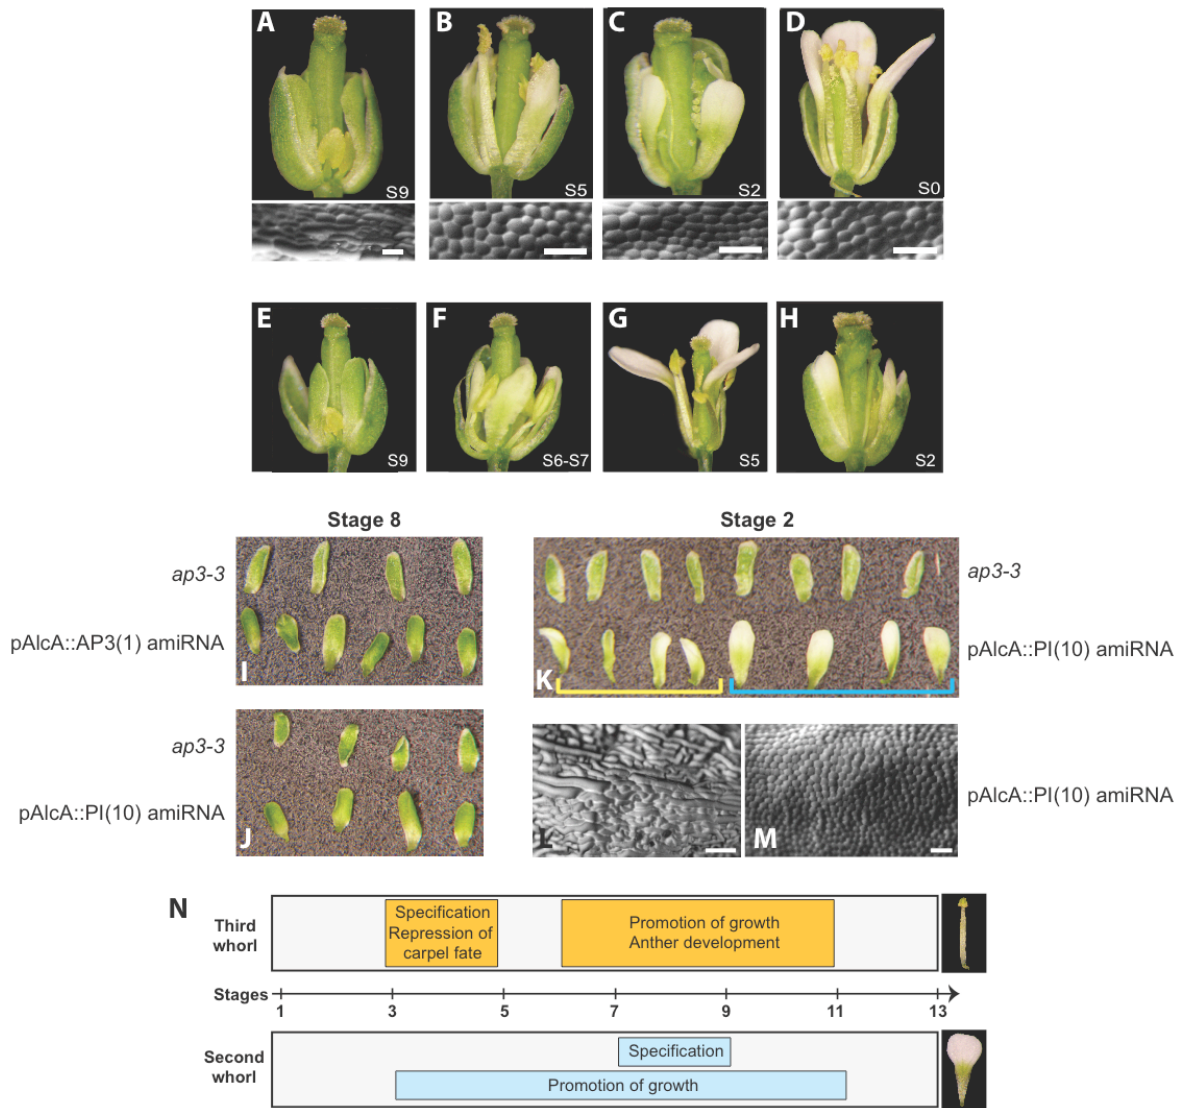 A
B
C
D
S9
S5
S2
S0
E
F
G
H
S9
S6-S7
S5
S2
Stage 8
Stage 2
ap3-3
ap3-3
pAlcA::AP3(1) amiRNA
pAlcA::PI(10) amiRNA
I
K
ap3-3
pAlcA::PI(10) amiRNA
pAlcA::PI(10) amiRNA
J
L
M
N
Third
whorl
Specification
Repression of
carpel fate
Promotion of growth
Anther development
Stages
1 3 5 7 9 11 13
Second
whorl
Specification
Promotion of growth